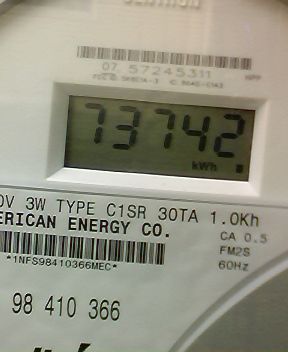 07 57245311
73742
kWh
0V 3W TYPE C1SR 30TA 1.0Kh
ERICAN ENERGY CO.
CA 0.5
FM2S
60Hz
*1NFS98410366MEC*
98 410 366